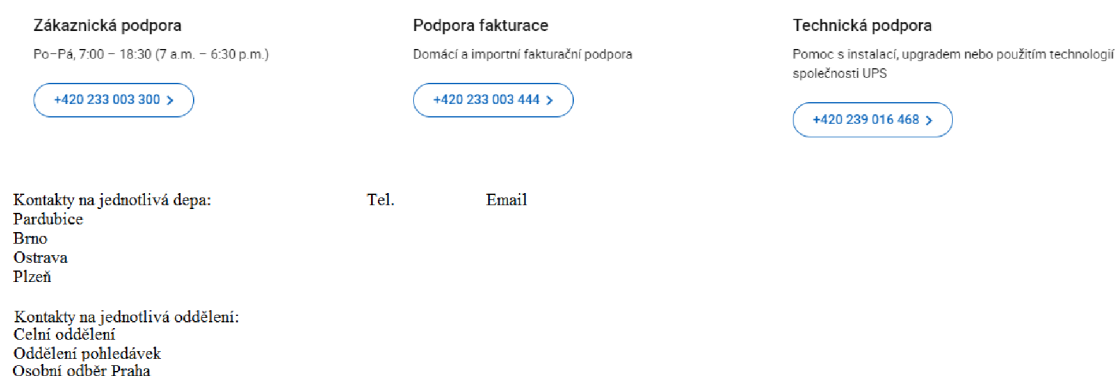 Zákaznická podpora
Po–Pá, 7:00 – 18:30 (7 a.m. – 6:30 p.m.)
+420 233 003 300 >
Podpora fakturace
Domácí a importní fakturační podpora
+420 233 003 444 >
Technická podpora
Pomoc s instalací, upgradem nebo použitím technologií
společnosti UPS
+420 239 016 468 >
Kontakty na jednotlivá depa: Tel. Email
Pardubice
Brno
Ostrava
Plzeň
Kontakty na jednotlivá oddělení:
Celní oddělení
Oddělení pohledávek
Osobní odběr Praha